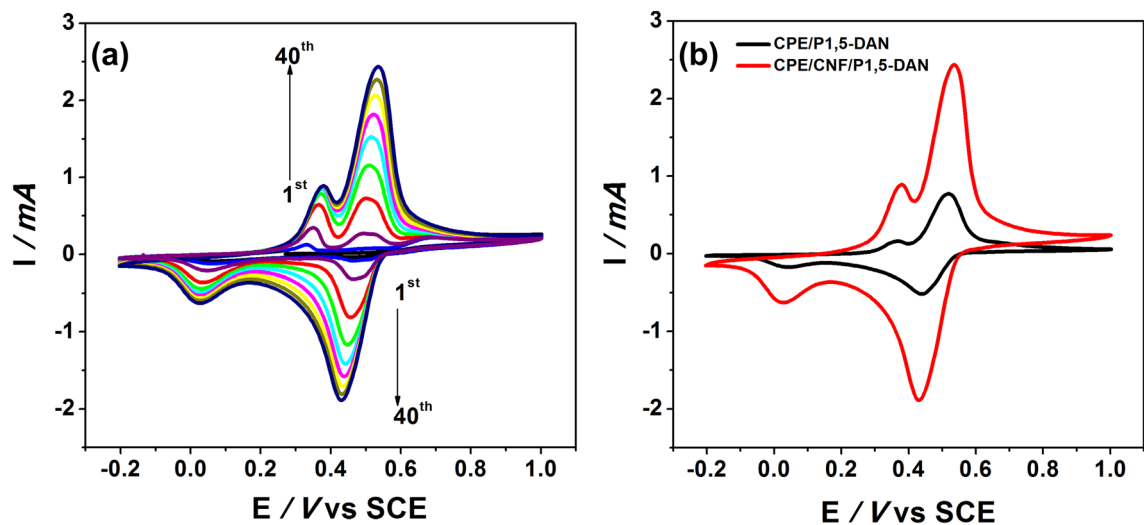 (a)
40th
1st
1st
40th
3
2
1
0
-1
-2
I / mA
-0.2 0.0 0.2 0.4 0.6 0.8 1.0
E / V vs SCE
(b)
CPE/P1,5-DAN
CPE/CNF/P1,5-DAN
3
2
1
0
-1
-2
I / mA
-0.2 0.0 0.2 0.4 0.6 0.8 1.0
E / V vs SCE